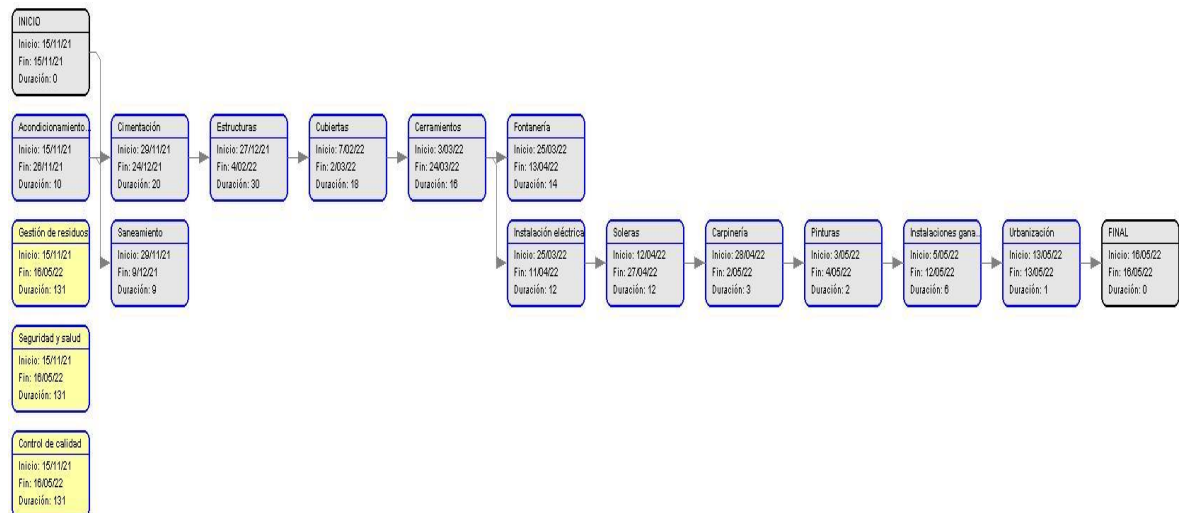 INICIO
Inicio: 15/11/21
Fin: 15/11/21
Duración: 0
Acondicionamiento...
Inicio: 15/11/21
Fin: 26/11/21
Duración: 10
Cimentación
Inicio: 29/11/21
Fin: 24/12/21
Duración: 20
Estructuras
Inicio: 27/12/21
Fin: 4/02/22
Duración: 30
Cubiertas
Inicio: 7/02/22
Fin: 2/03/22
Duración: 18
Cerramientos
Inicio: 3/03/22
Fin: 24/03/22
Duración: 16
Fontanería
Inicio: 25/03/22
Fin: 13/04/22
Duración: 14
Gestión de residuos
Inicio: 15/11/21
Fin: 16/05/22
Duración: 131
Saneamiento
Inicio: 29/11/21
Fin: 9/12/21
Duración: 9
Instalación eléctrica
Inicio: 25/03/22
Fin: 11/04/22
Duración: 12
Soleras
Inicio: 12/04/22
Fin: 27/04/22
Duración: 12
Carpinería
Inicio: 28/04/22
Fin: 2/05/22
Duración: 3
Pinturas
Inicio: 3/05/22
Fin: 4/05/22
Duración: 2
Instalaciones gana...
Inicio: 5/05/22
Fin: 12/05/22
Duración: 6
Urbanización
Inicio: 13/05/22
Fin: 13/05/22
Duración: 1
FINAL
Inicio: 16/05/22
Fin: 16/05/22
Duración: 0
Seguridad y salud
Inicio: 15/11/21
Fin: 16/05/22
Duración: 131
Control de calidad
Inicio: 15/11/21
Fin: 16/05/22
Duración: 131